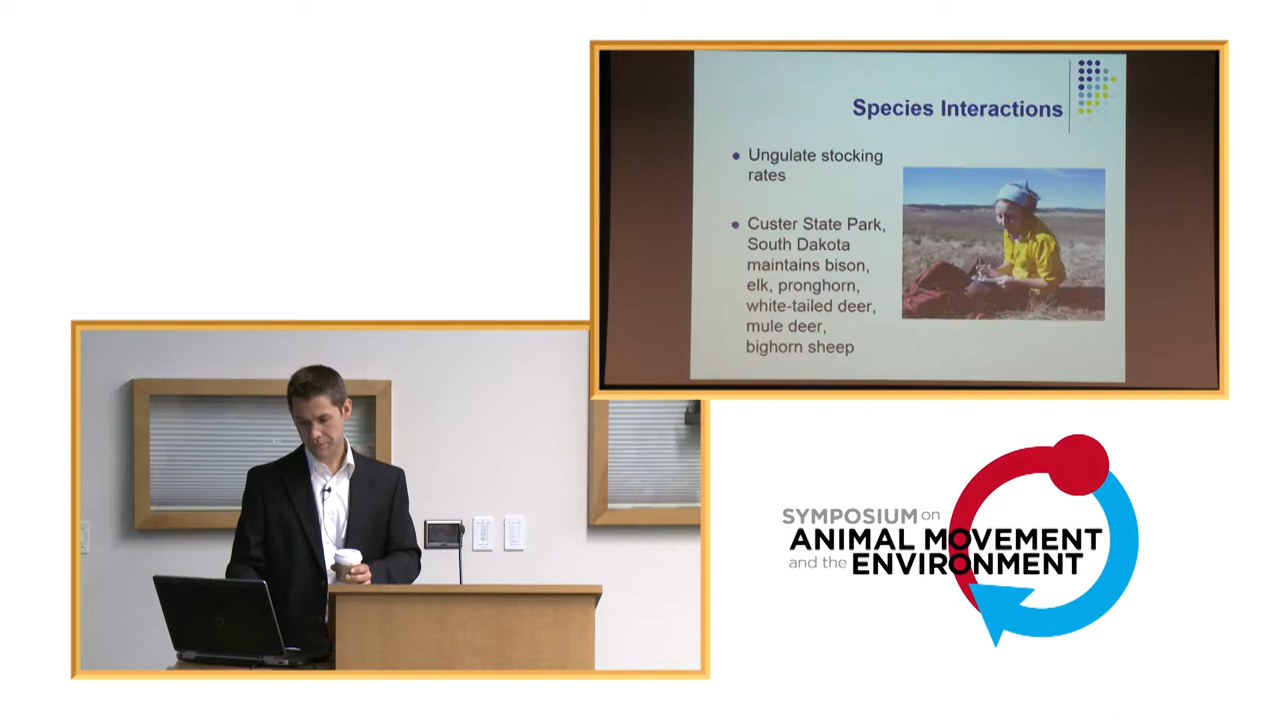 Species Interactions
Ungulate stocking
rates
Custer State Park,
South Dakota
maintains bison,
elk, pronghorn,
white-tailed deer,
mule deer,
bighorn sheep
SYMPOSIUM on
ANIMAL MOVEMENT
and the ENVIRONMENT